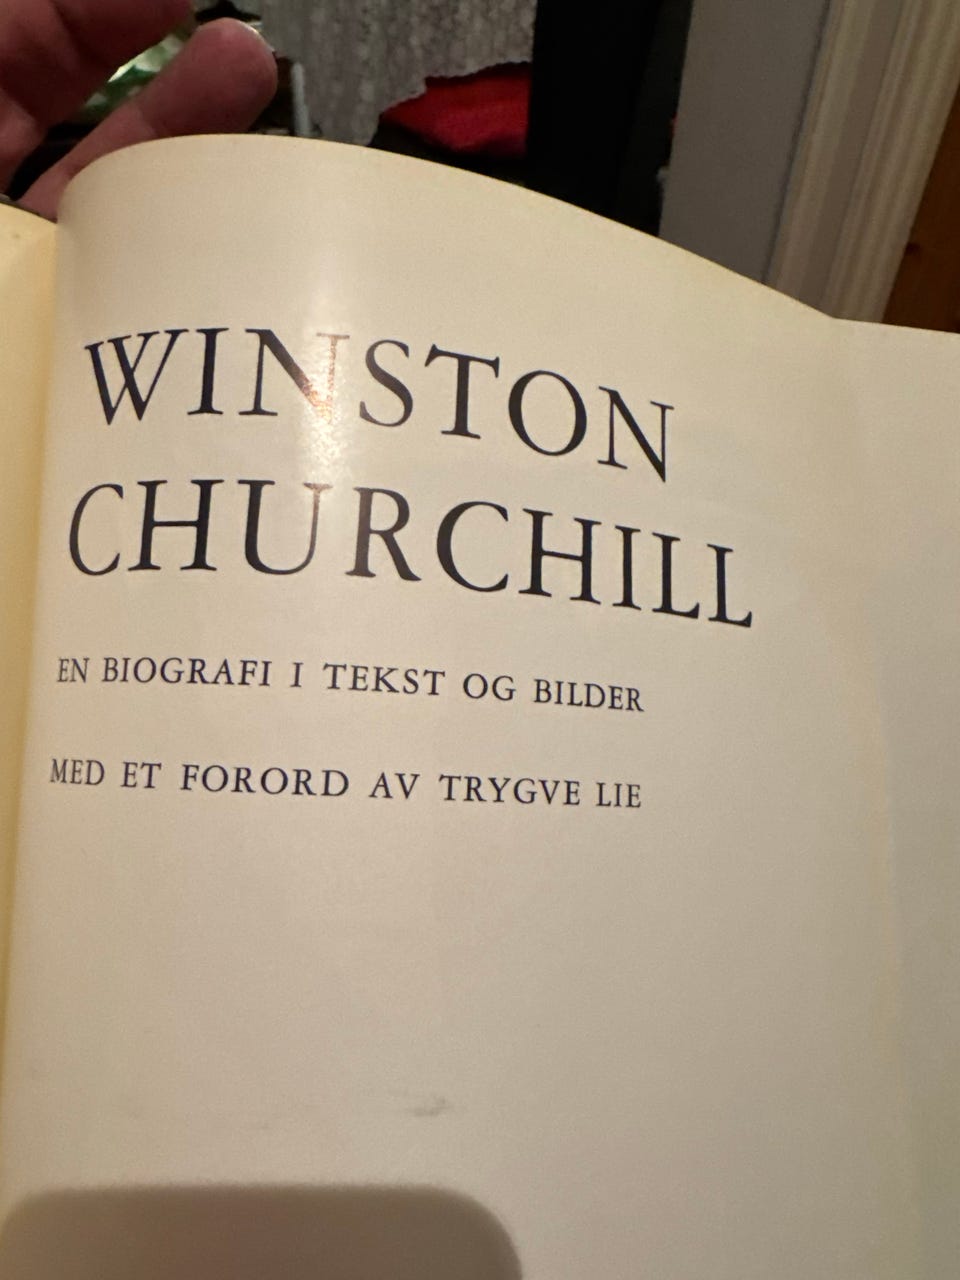 WINSTON
CHURCHILL
EN BIOGRAFI I TEKST OG BILDER
MED ET FORORD AV TRYGVE LIE